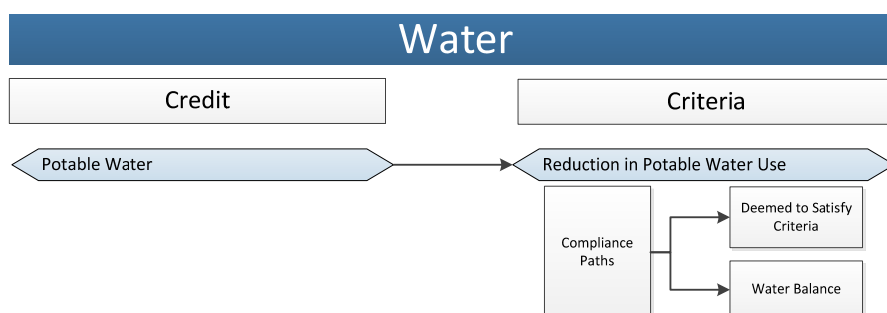 Water
Credit
Criteria
Potable Water
Reduction in Potable Water Use
Compliance
Paths
Deemed to Satisfy
Criteria
Water Balance